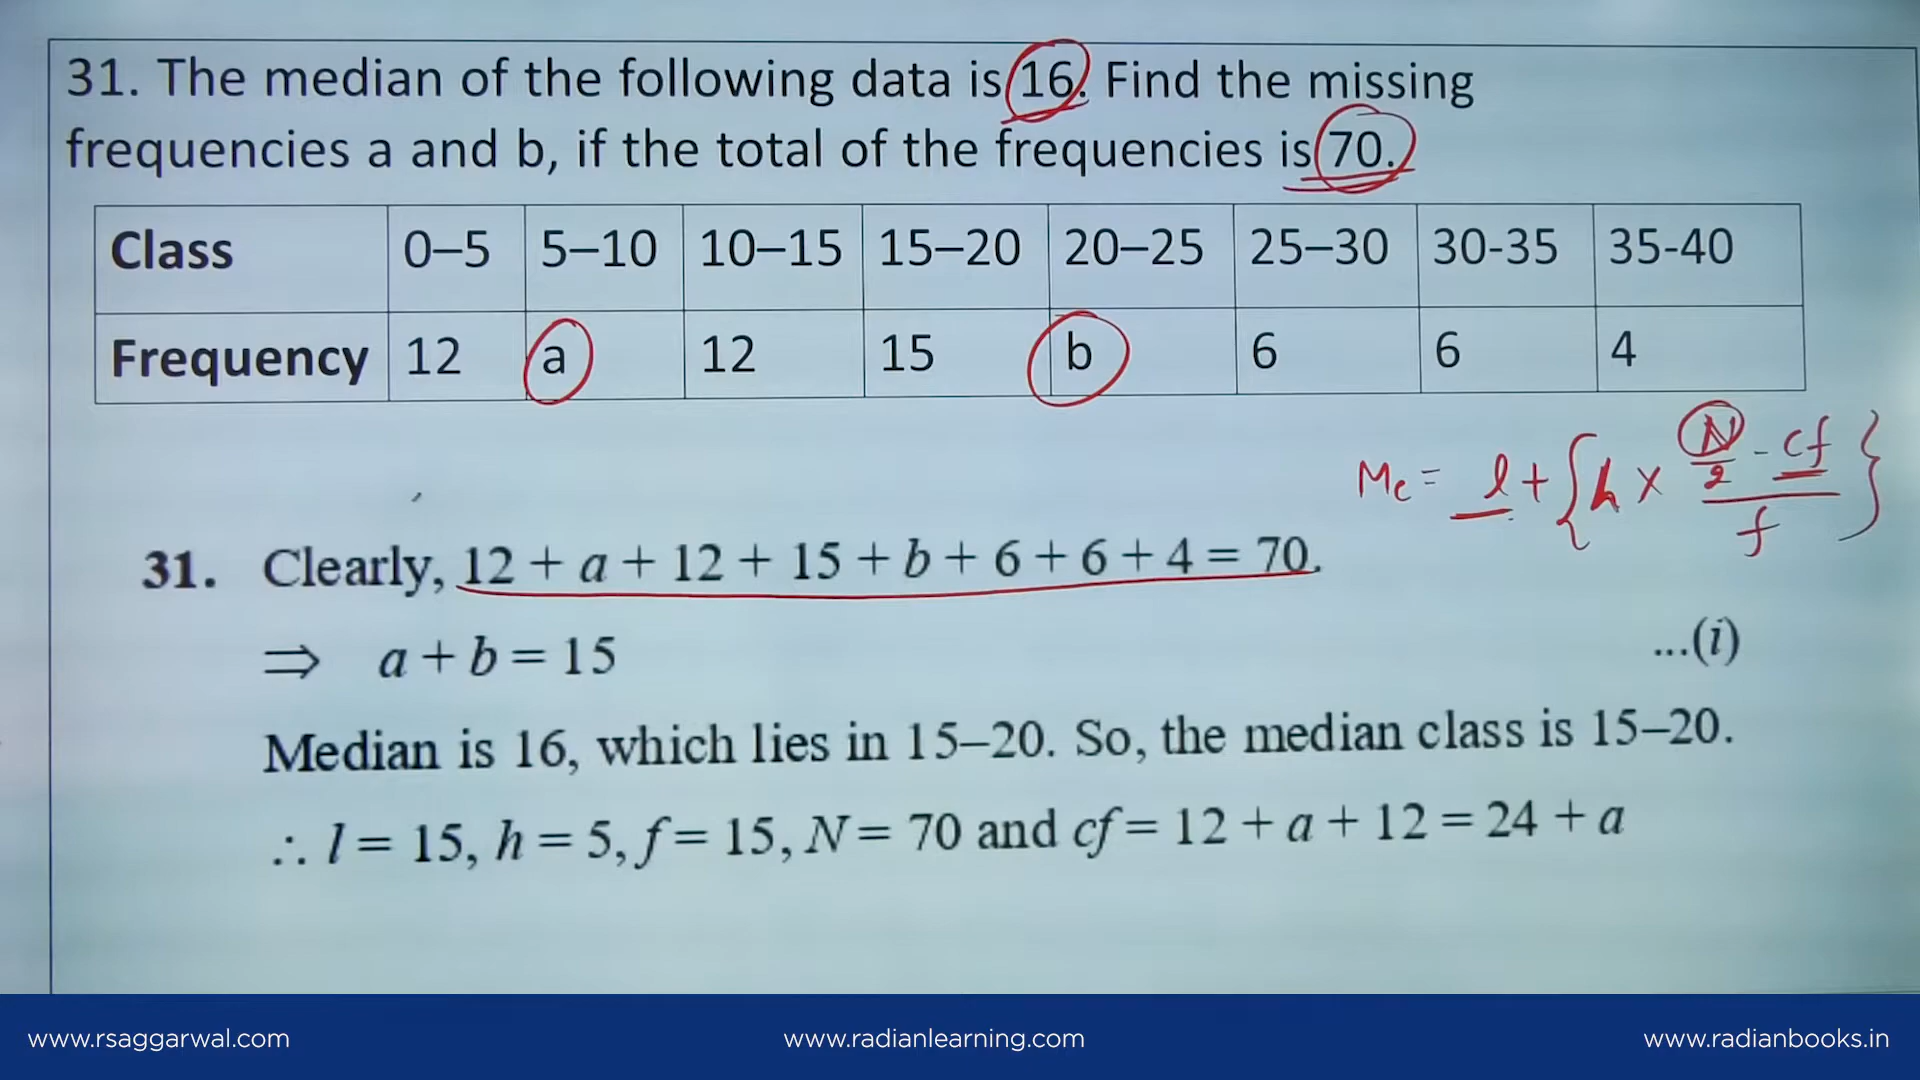 31. The median of the following data is 16. Find the missing
frequencies a and b, if the total of the frequencies is 70.
Class 0–5 5–10 10–15 15–20 20–25 25–30 30-35 35-40
Frequency 12 a 12 15 b 6 6 4
Me = l + { h × (N/2 - cf)/f }
31. Clearly, 12 + a + 12 + 15 + b + 6 + 6 + 4 = 70.
⇒ a + b = 15 ...(i)
Median is 16, which lies in 15–20. So, the median class is 15–20.
∴ l = 15, h = 5, f = 15, N = 70 and cf = 12 + a + 12 = 24 + a
www.rsaggarwal.com www.radianlearning.com www.radianbooks.in